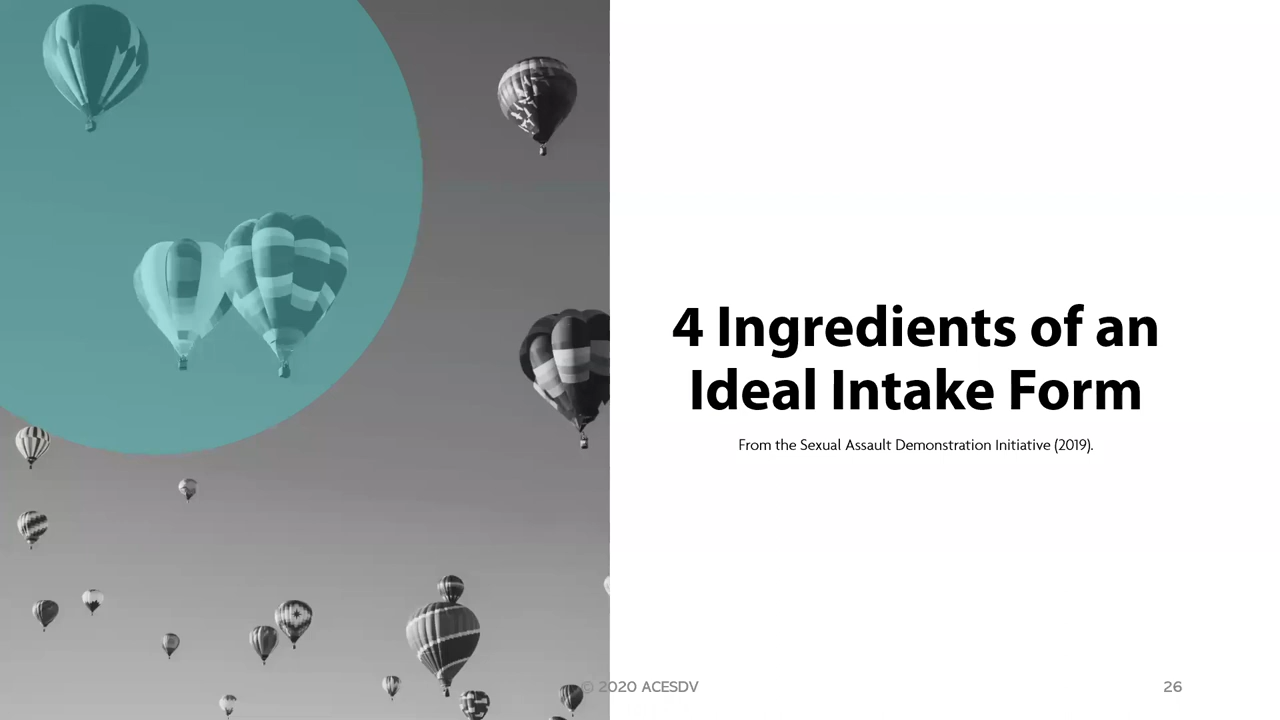 4 Ingredients of an
Ideal Intake Form
From the Sexual Assault Demonstration Initiative (2019).
© 2020 ACESDV
26